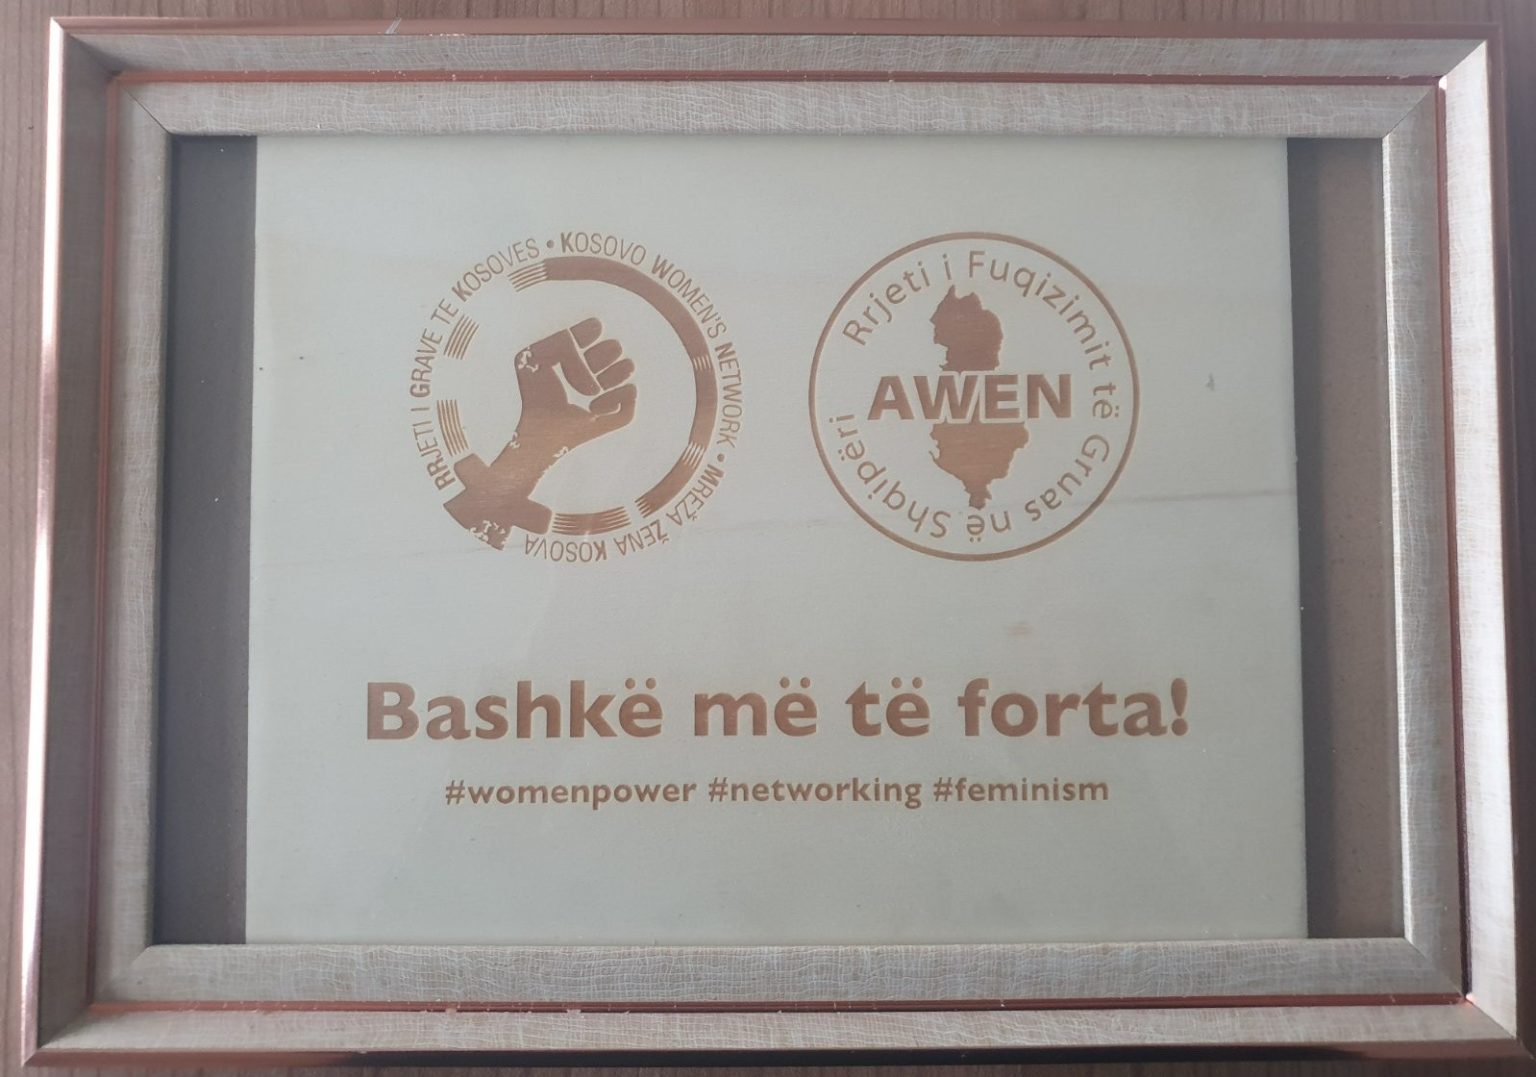 RRJETI I GRAVE TË KOSOVËS • KOSOVO WOMEN'S NETWORK • MREŽA ŽENA KOSOVA
Rrjeti i Fuqizimit të Gruas në Shqipëri
AWEN
Bashkë më të forta!
#womenpower #networking #feminism